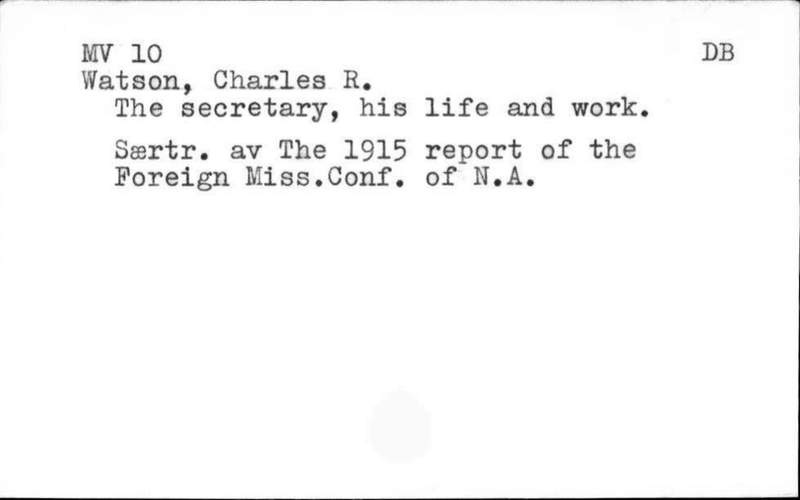 MV 10 DB
Watson, Charles R.
The secretary, his life and work.
Særtr. av The 1915 report of the
Foreign Miss.Conf. of N.A.